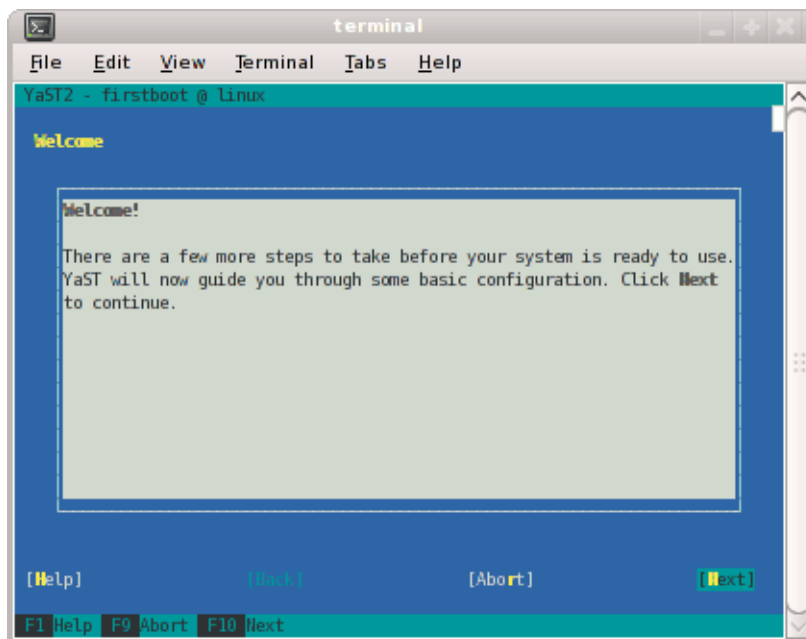 terminal
File Edit View Terminal Tabs Help
YaST2 - firstboot @ linux
Welcome
Welcome!
There are a few more steps to take before your system is ready to use.
YaST will now guide you through some basic configuration. Click Next
to continue.
[Help] [Back] [Abort] [Next]
F1 Help F9 Abort F10 Next